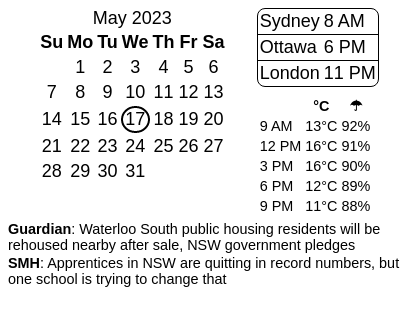 May 2023
Su Mo Tu We Th Fr Sa
1 2 3 4 5 6
7 8 9 10 11 12 13
14 15 16 17 18 19 20
21 22 23 24 25 26 27
28 29 30 31
Sydney 8 AM
Ottawa 6 PM
London 11 PM
°C ☂
9 AM 13°C 92%
12 PM 16°C 91%
3 PM 16°C 90%
6 PM 12°C 89%
9 PM 11°C 88%
Guardian: Waterloo South public housing residents will be
rehoused nearby after sale, NSW government pledges
SMH: Apprentices in NSW are quitting in record numbers, but
one school is trying to change that